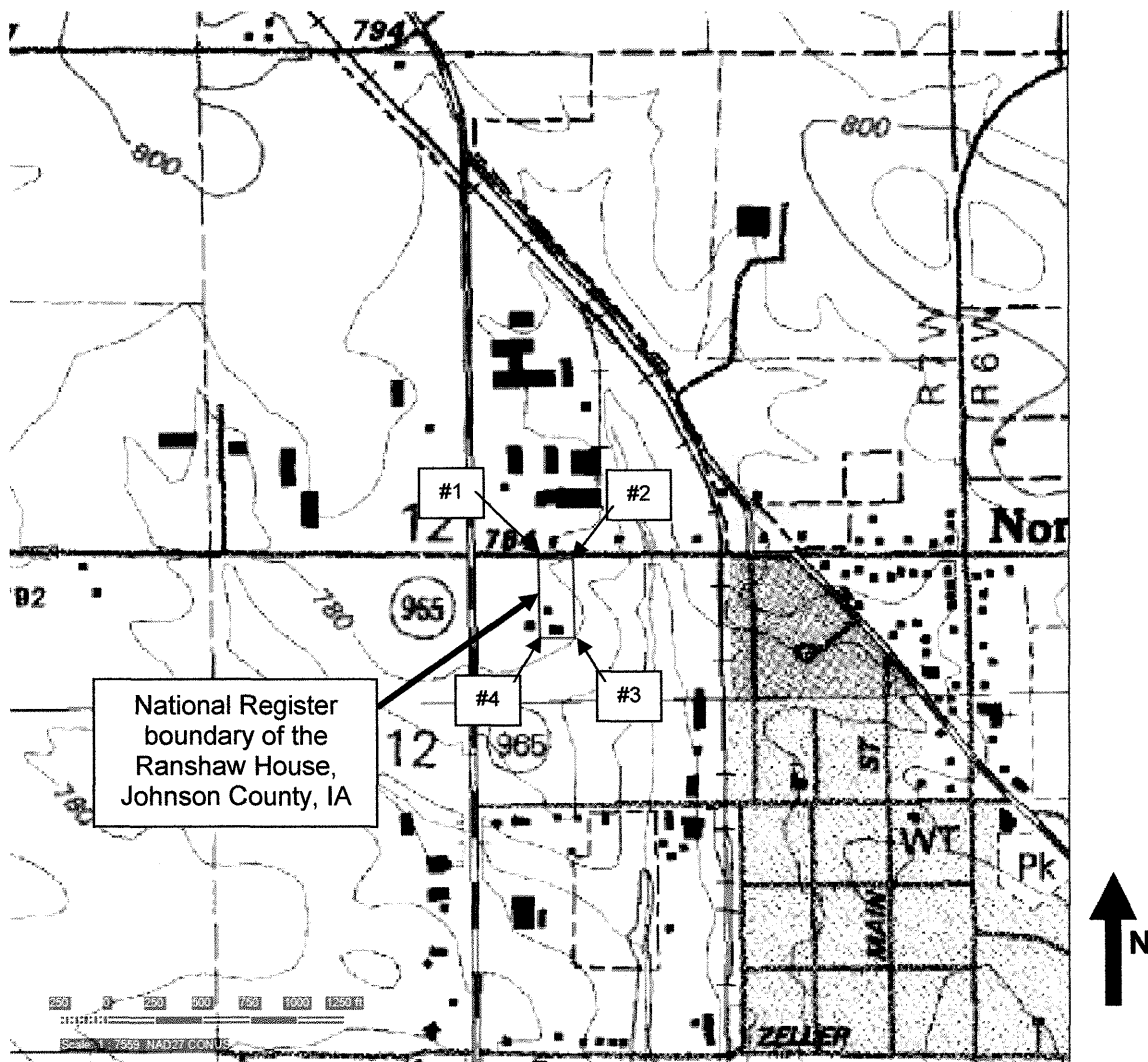 794
800
800
R 7 W
R 6 W
#1
#2
12
784
Nor
92
780
965
#4
#3
National Register
boundary of the
Ranshaw House,
Johnson County, IA
12
965
780
ST
WT
Pk
MAIN
N
250 0 250 500 750 1000 1250 ft
Scale: 1 : 7559 NAD27 CONUS
ZELLER